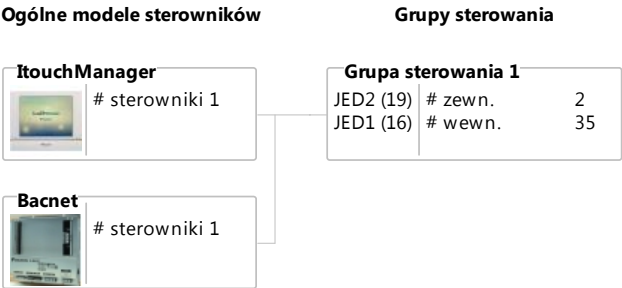 Ogólne modele sterowników
Grupy sterowania
ItouchManager
# sterowniki 1
Grupa sterowania 1
JED2 (19) # zewn. 2
JED1 (16) # wewn. 35
Bacnet
# sterowniki 1